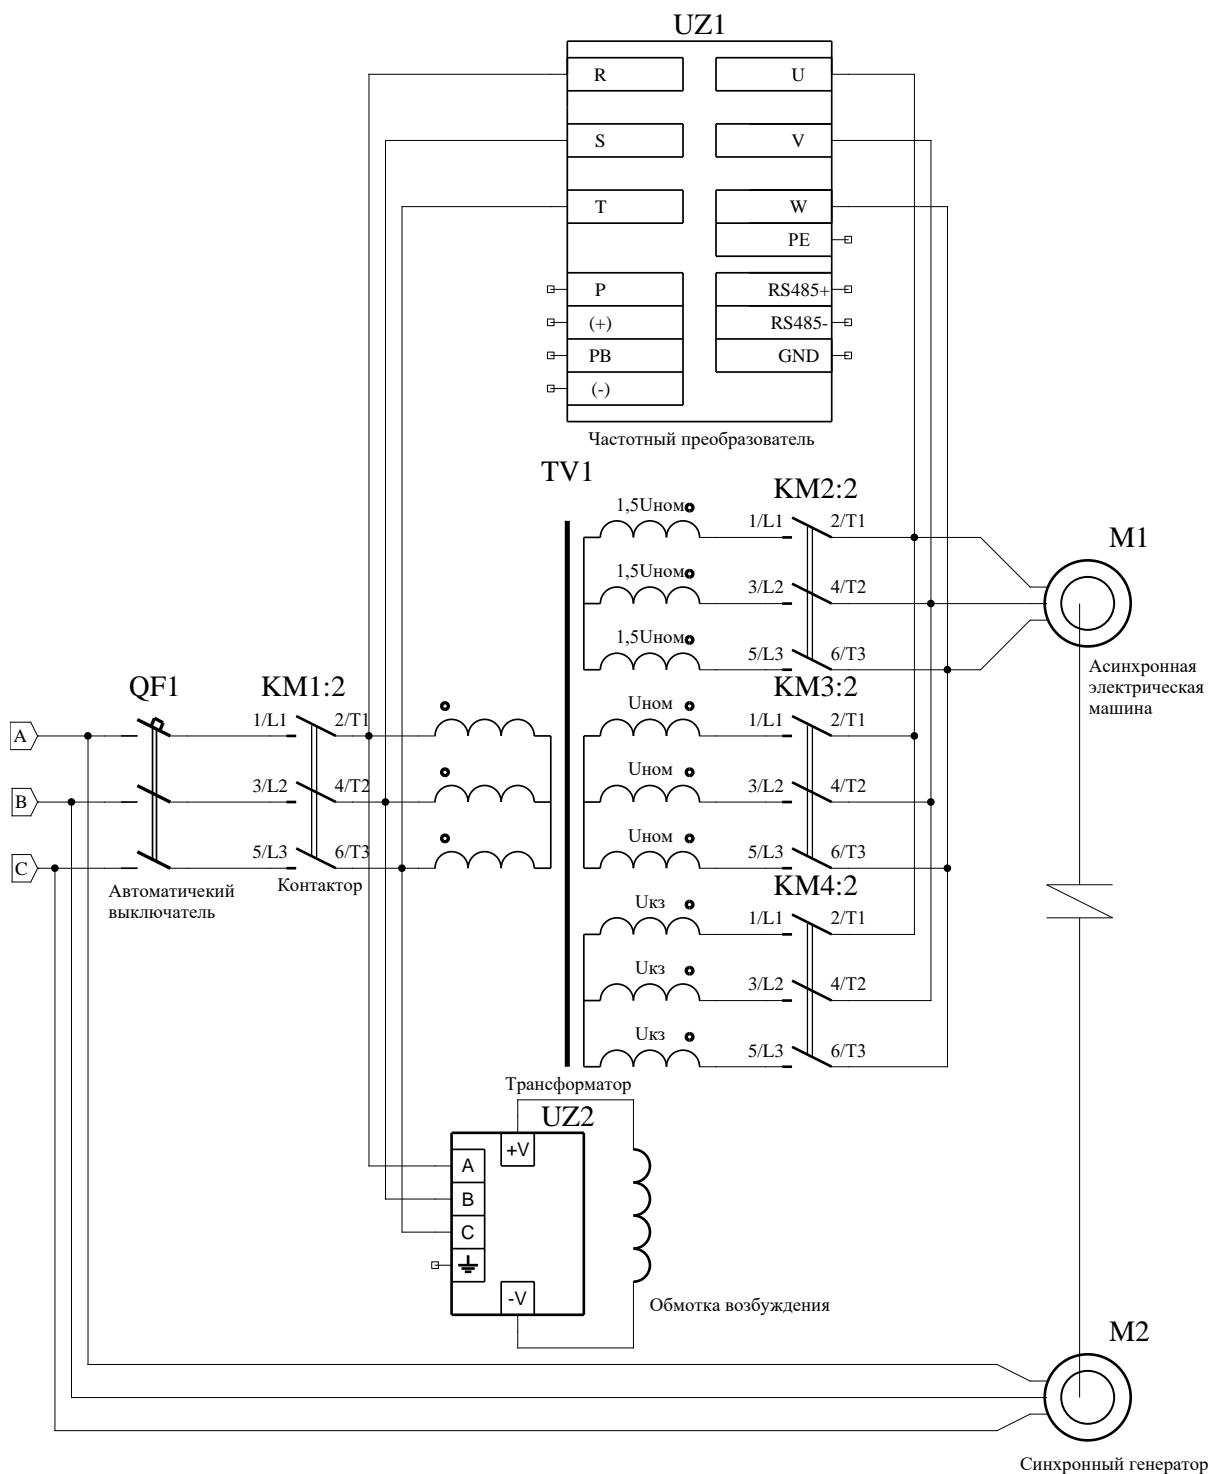 UZ1
R U
S V
T W
PE
P RS485+
(+) RS485-
PB GND
(-)
Частотный преобразователь
TV1
KM2:2
1,5Uном
1/L1 2/T1
M1
1,5Uном
3/L2 4/T2
1,5Uном
5/L3 6/T3
Асинхронная
электрическая
машина
QF1 KM1:2 KM3:2
Uном
A 1/L1 2/T1 1/L1 2/T1
Uном
B 3/L2 4/T2 3/L2 4/T2
Uном
C 5/L3 6/T3 5/L3 6/T3
Автоматичекий
выключатель
Контактор
KM4:2
Uкз
1/L1 2/T1
Uкз
3/L2 4/T2
Uкз
5/L3 6/T3
Трансформатор
UZ2
+V
A
B
C
-V
Обмотка возбуждения
M2
Синхронный генератор